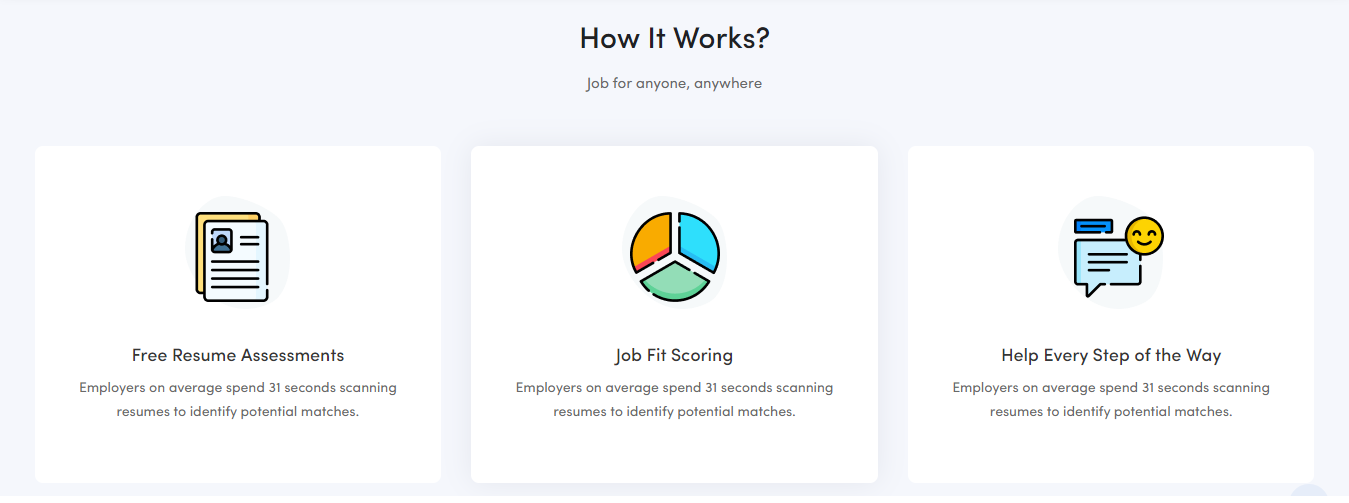 How It Works?
Job for anyone, anywhere
Free Resume Assessments
Employers on average spend 31 seconds scanning
resumes to identify potential matches.
Job Fit Scoring
Employers on average spend 31 seconds scanning
resumes to identify potential matches.
Help Every Step of the Way
Employers on average spend 31 seconds scanning
resumes to identify potential matches.